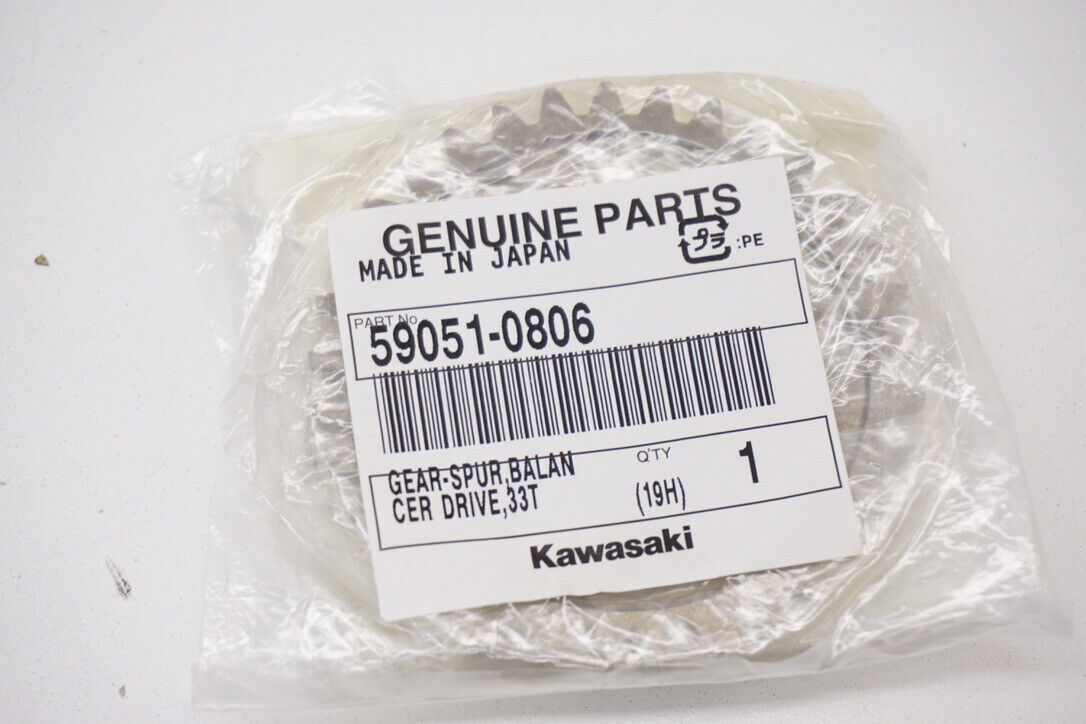 GENUINE PARTS
MADE IN JAPAN
プラ :PE
PART No.
59051-0806
GEAR-SPUR,BALAN
CER DRIVE,33T
Q'TY
(19H)
1
Kawasaki